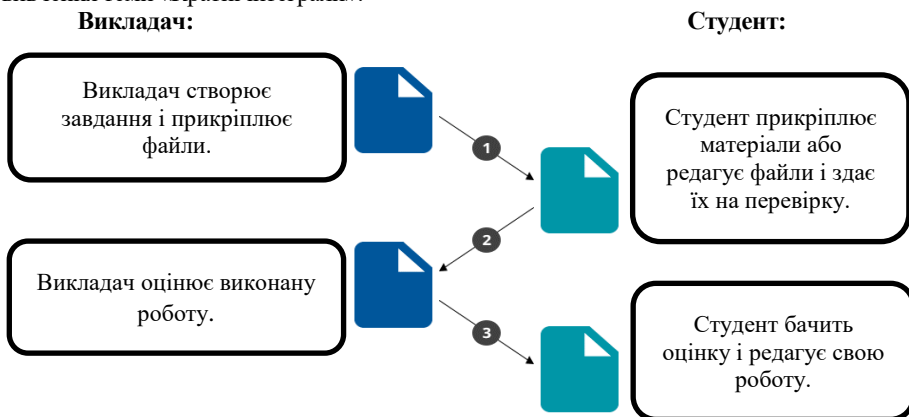 Викладач:
Студент:
Викладач створює
завдання і прикріплює
файли.
1
Студент прикріплює
матеріали або
редагує файли і здає
їх на перевірку.
2
Викладач оцінює виконану
роботу.
3
Студент бачить
оцінку і редагує свою
роботу.